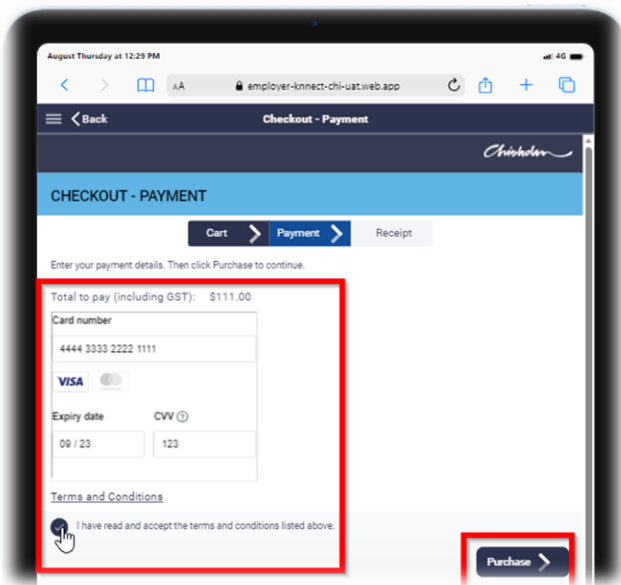 August Thursday at 12:29 PM
4G
AA employer-knnect-chi-uat.web.app
Back Checkout - Payment
Chisholm
CHECKOUT - PAYMENT
Cart Payment Receipt
Enter your payment details. Then click Purchase to continue.
Total to pay (including GST): $111.00
Card number
4444 3333 2222 1111
VISA
Expiry date CVV ?
09 / 23 123
Terms and Conditions
I have read and accept the terms and conditions listed above.
Purchase